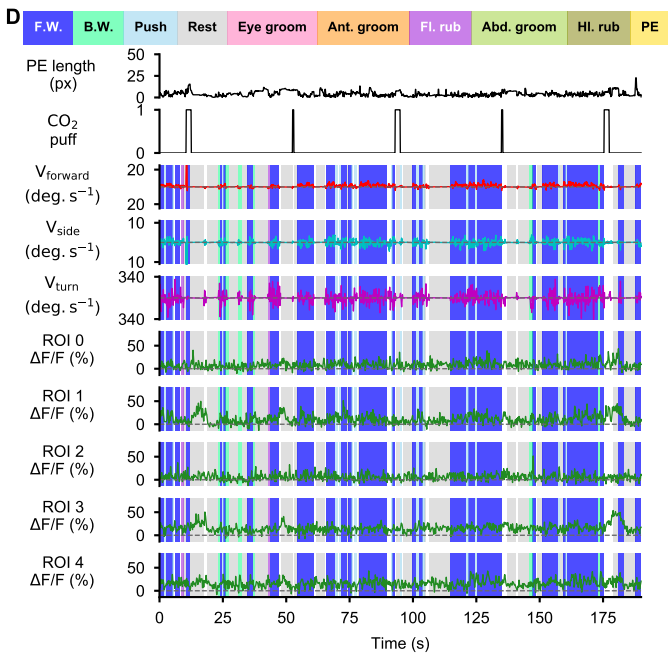 D
F.W. B.W. Push Rest Eye groom Ant. groom Fl. rub Abd. groom Hl. rub PE
PE length
(px)
50
25
0
CO2
puff
1
0
Vforward
(deg. s−1)
20
20
Vside
(deg. s−1)
10
10
Vturn
(deg. s−1)
340
340
ROI 0
ΔF/F (%)
50
0
ROI 1
ΔF/F (%)
50
0
ROI 2
ΔF/F (%)
50
0
ROI 3
ΔF/F (%)
50
0
ROI 4
ΔF/F (%)
50
0
0 25 50 75 100 125 150 175
Time (s)